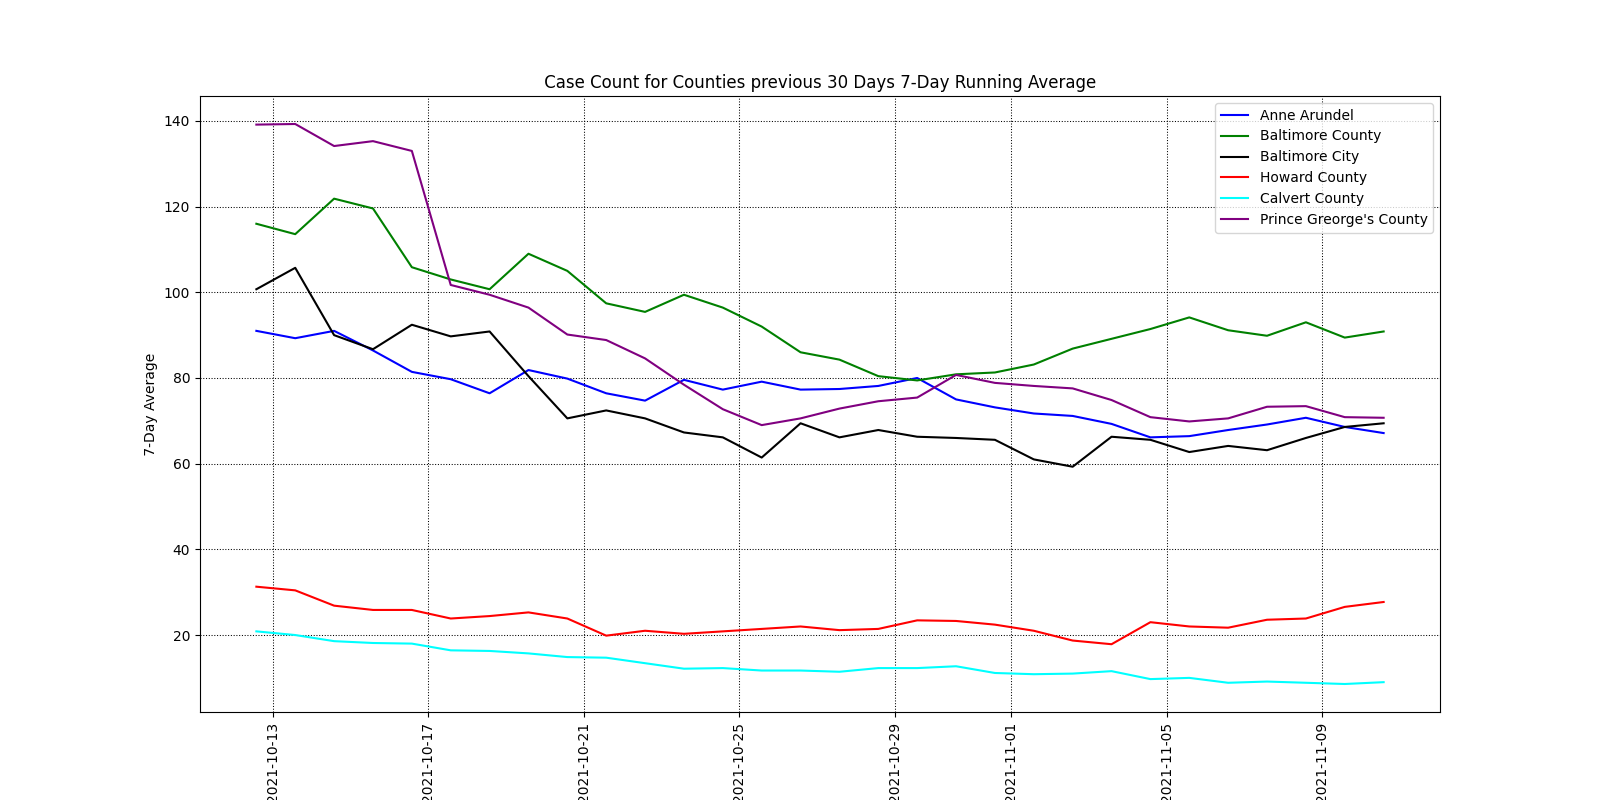 Case Count for Counties previous 30 Days 7-Day Running Average
Anne Arundel
Baltimore County
Baltimore City
Howard County
Calvert County
Prince Greorge's County
7-Day Average
140
120
100
80
60
40
20
2021-10-13
2021-10-17
2021-10-21
2021-10-25
2021-10-29
2021-11-01
2021-11-05
2021-11-09